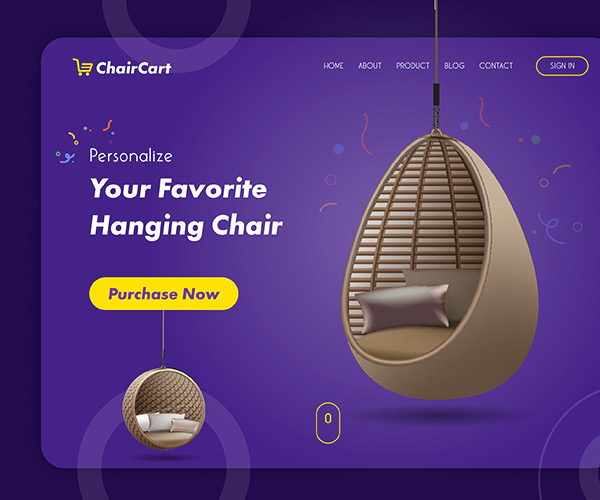 ChairCart
HOME ABOUT PRODUCT BLOG CONTACT SIGN IN
Personalize
Your Favorite
Hanging Chair
Purchase Now